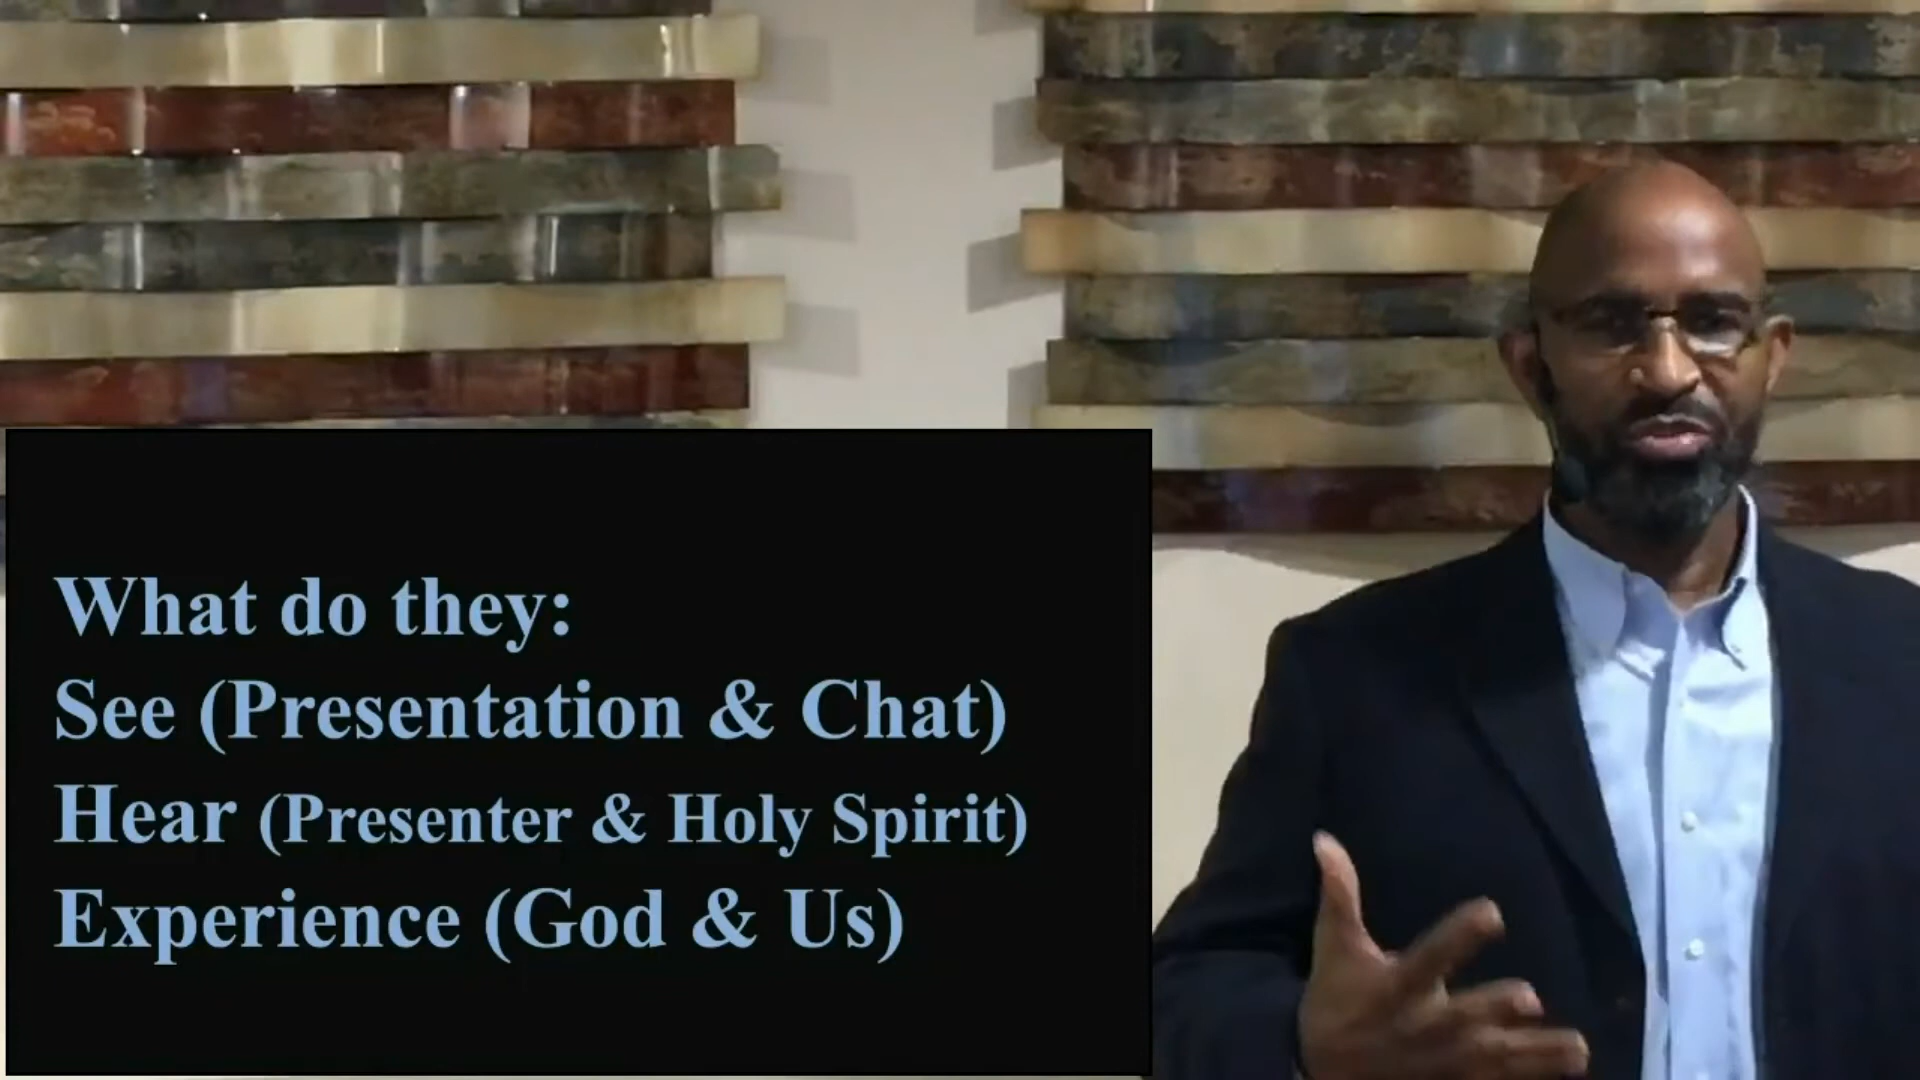 What do they:
See (Presentation & Chat)
Hear (Presenter & Holy Spirit)
Experience (God & Us)